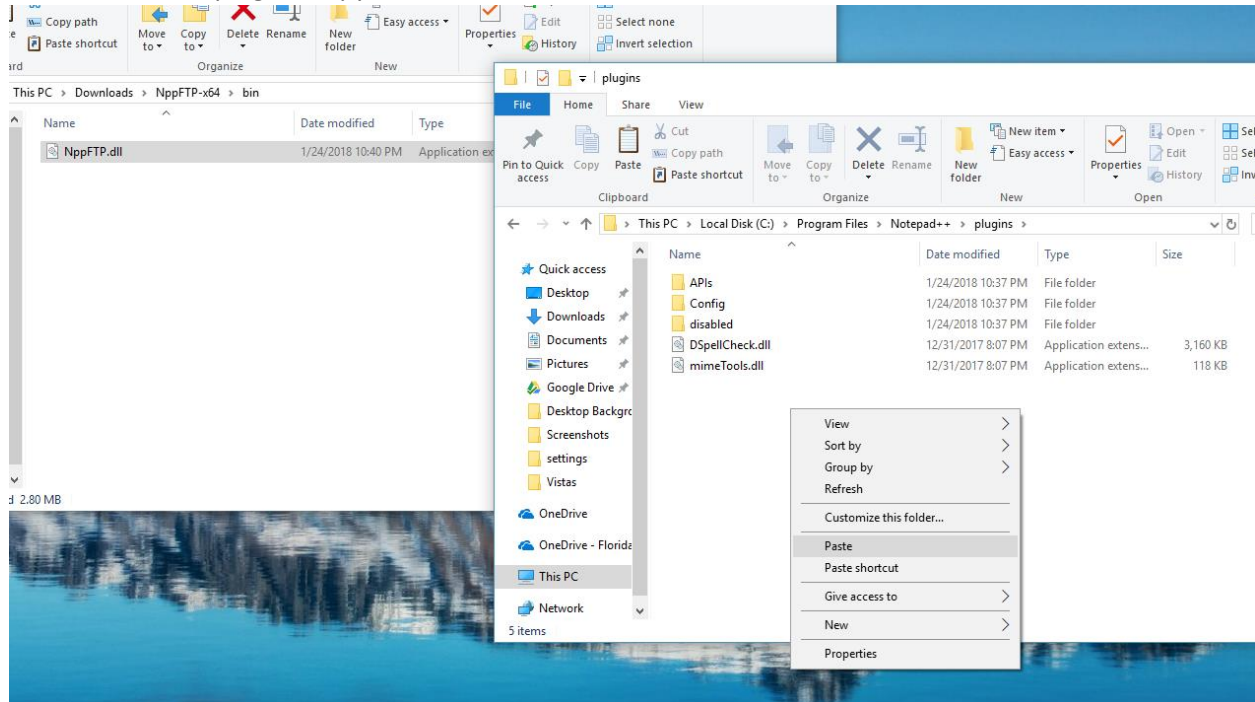 Copy path
Paste shortcut
Move to
Copy to
Delete
Rename
New folder
Easy access
Properties
Edit
History
Select none
Invert selection
Organize
New
This PC > Downloads > NppFTP-x64 > bin
Name
Date modified
Type
NppFTP.dll
1/24/2018 10:40 PM
Application ex
2.80 MB
plugins
File
Home
Share
View
Pin to Quick access
Copy
Paste
Cut
Copy path
Paste shortcut
Move to
Copy to
Delete
Rename
New folder
New item
Easy access
Properties
Open
Edit
History
Clipboard
Organize
New
Open
This PC > Local Disk (C:) > Program Files > Notepad++ > plugins >
Name
Date modified
Type
Size
Quick access
Desktop
Downloads
Documents
Pictures
Google Drive
Desktop Backgro
Screenshots
settings
Vistas
OneDrive
OneDrive - Florida
This PC
Network
APIs 1/24/2018 10:37 PM File folder
Config 1/24/2018 10:37 PM File folder
disabled 1/24/2018 10:37 PM File folder
DSpellCheck.dll 12/31/2017 8:07 PM Application extens... 3,160 KB
mimeTools.dll 12/31/2017 8:07 PM Application extens... 118 KB
5 items
View
Sort by
Group by
Refresh
Customize this folder...
Paste
Paste shortcut
Give access to
New
Properties